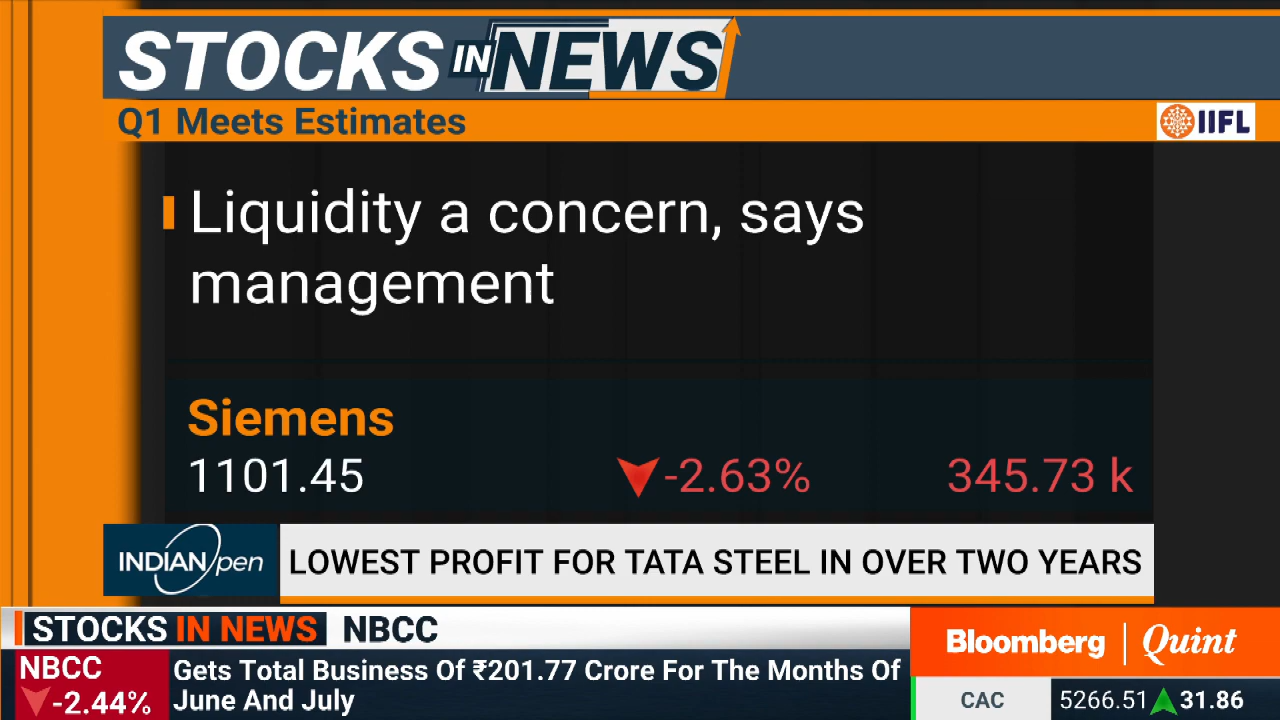 STOCKS IN NEWS
Q1 Meets Estimates
IIFL
Liquidity a concern, says
management
Siemens
1101.45 -2.63% 345.73 k
INDIAN pen
LOWEST PROFIT FOR TATA STEEL IN OVER TWO YEARS
STOCKS IN NEWS NBCC
Bloomberg | Quint
NBCC
-2.44%
Gets Total Business Of ₹201.77 Crore For The Months Of
June And July
CAC 5266.51 31.86